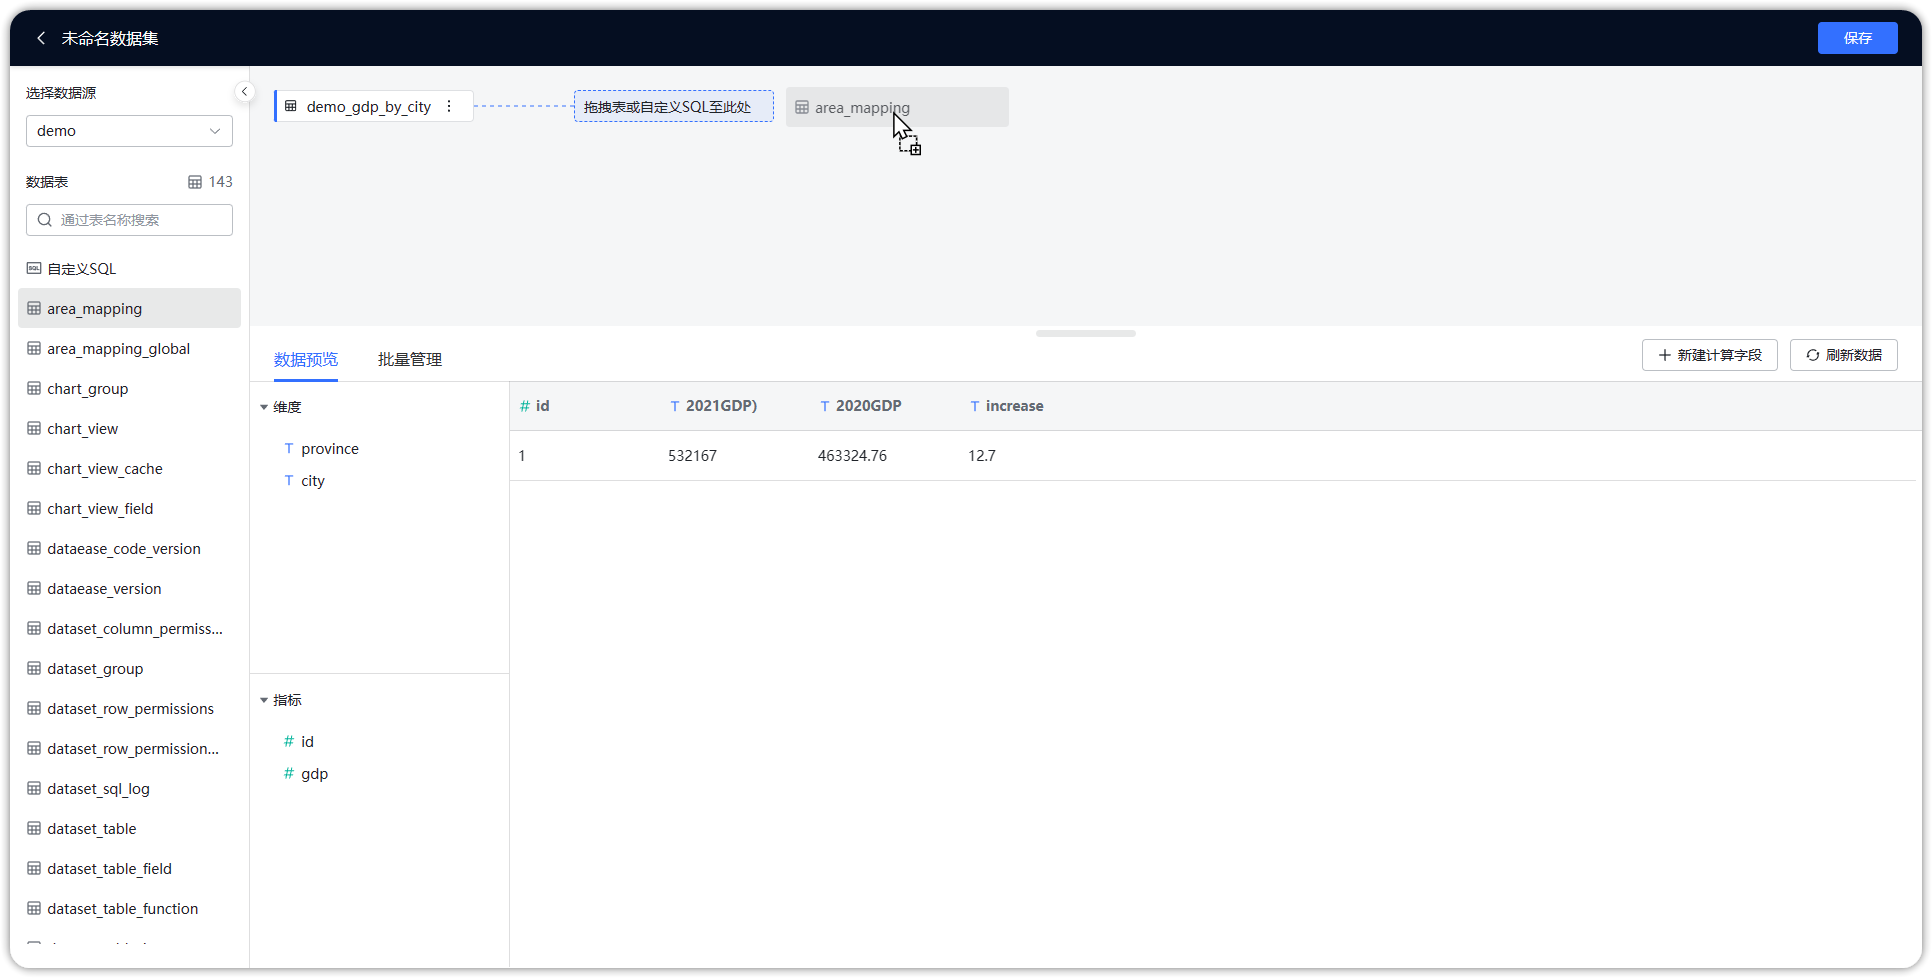 未命名数据集
保存
选择数据源
demo
数据表
143
通过表名称搜索
自定义SQL
area_mapping
area_mapping_global
chart_group
chart_view
chart_view_cache
chart_view_field
dataease_code_version
dataease_version
dataset_column_permiss...
dataset_group
dataset_row_permissions
dataset_row_permission...
dataset_sql_log
dataset_table
dataset_table_field
dataset_table_function
demo_gdp_by_city
拖拽表或自定义SQL至此处
area_mapping
数据预览
批量管理
新建计算字段
刷新数据
维度
T province
T city
指标
# id
# gdp
# id T 2021GDP) T 2020GDP T increase
1 532167 463324.76 12.7